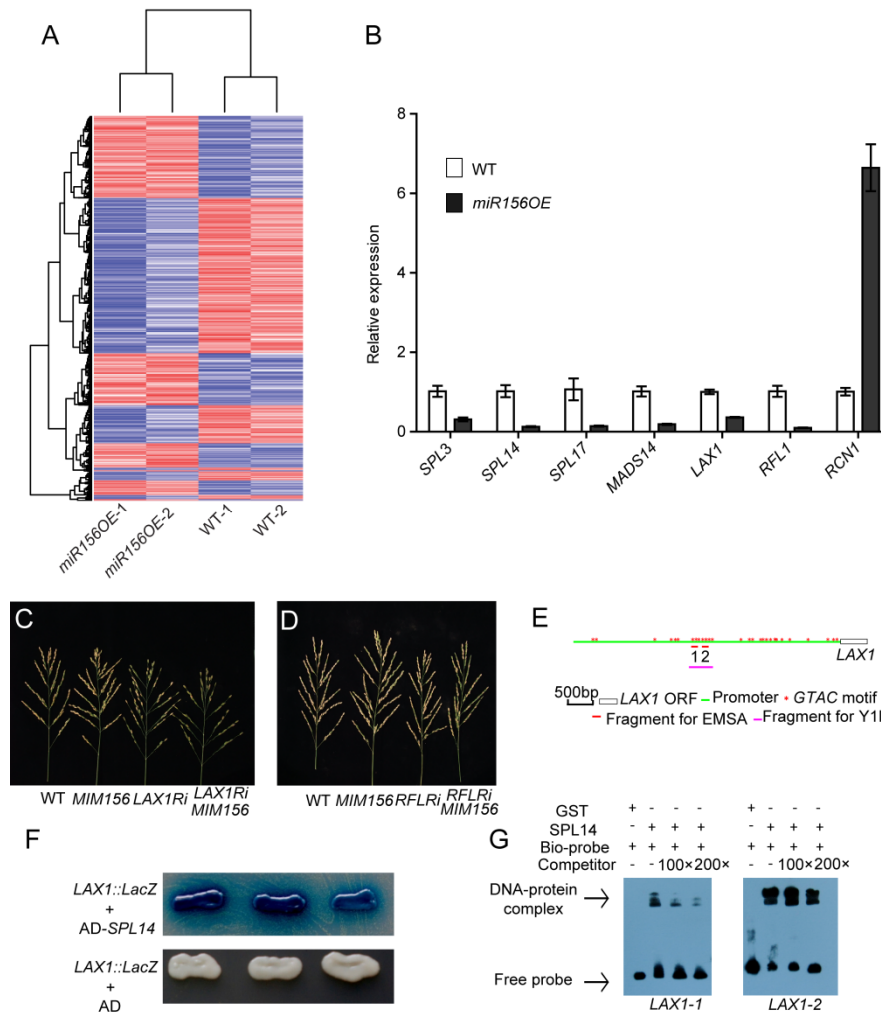 A
B
8
6
4
2
0
Relative expression
WT
miR156OE
SPL3
SPL14
SPL17
MADS14
LAX1
RFL1
RCN1
miR156OE-1
miR156OE-2
WT-1
WT-2
C
WT
MIM156
LAX1Ri
LAX1Ri
MIM156
D
WT
MIM156
RFLRi
RFLRi
MIM156
E
LAX1
1 2
500bp
LAX1 ORF
Promoter
* GTAC motif
Fragment for EMSA
Fragment for Y1
F
LAX1::LacZ
+
AD-SPL14
LAX1::LacZ
+
AD
G
GST + - - - + - - -
SPL14 - + + + - + + +
Bio-probe + + + + + + + +
Competitor - - 100× 200× - - 100× 200×
DNA-protein
complex
Free probe
LAX1-1
LAX1-2